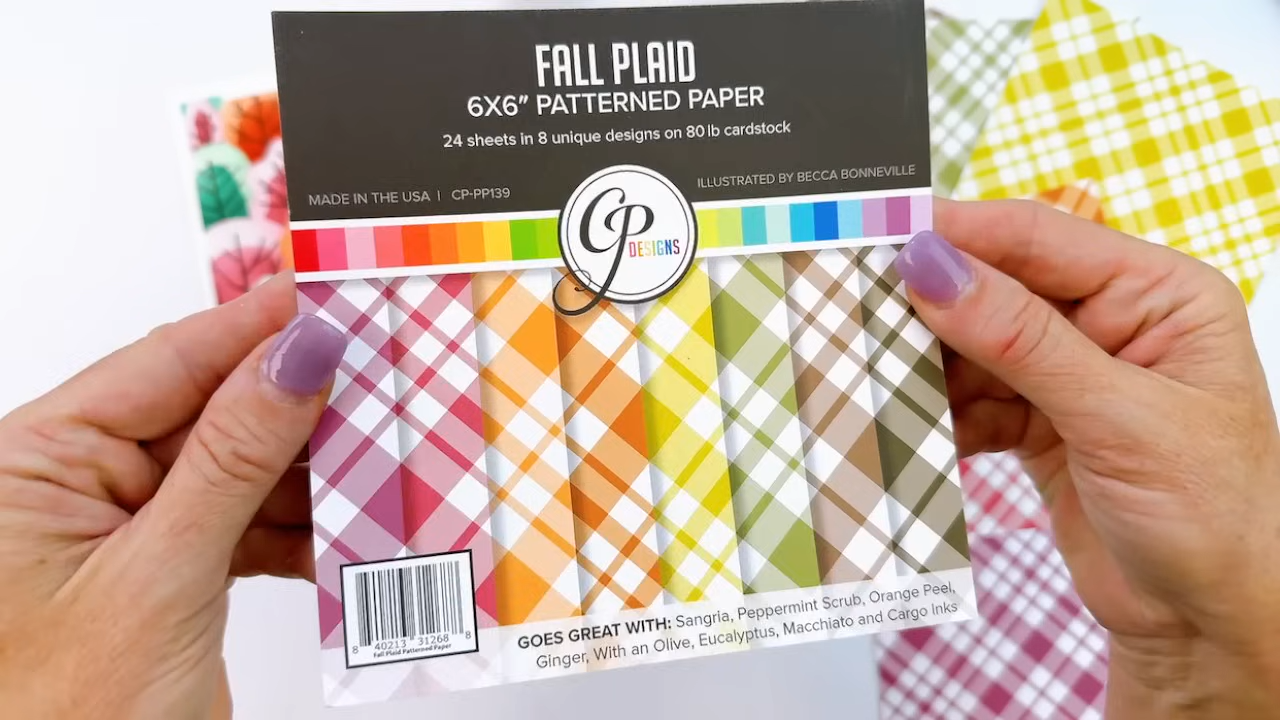 FALL PLAID
6X6" PATTERNED PAPER
24 sheets in 8 unique designs on 80 lb cardstock
MADE IN THE USA | CP-PP139
ILLUSTRATED BY BECCA BONNEVILLE
CP
DESIGNS
8 40213 31268 8
Fall Plaid Patterned Paper
GOES GREAT WITH: Sangria, Peppermint Scrub, Orange Peel,
Ginger, With an Olive, Eucalyptus, Macchiato and Cargo Inks